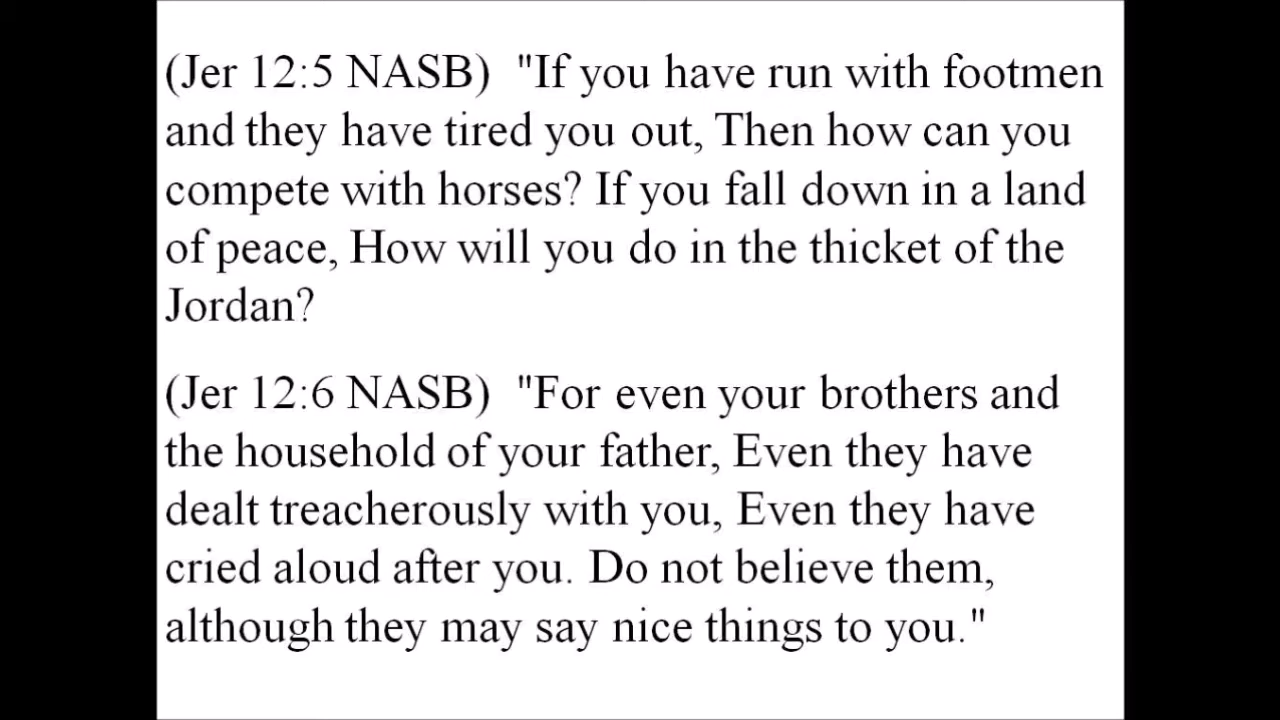 (Jer 12:5 NASB)  "If you have run with footmen
and they have tired you out, Then how can you
compete with horses? If you fall down in a land
of peace, How will you do in the thicket of the
Jordan?
(Jer 12:6 NASB)  "For even your brothers and
the household of your father, Even they have
dealt treacherously with you, Even they have
cried aloud after you. Do not believe them,
although they may say nice things to you."